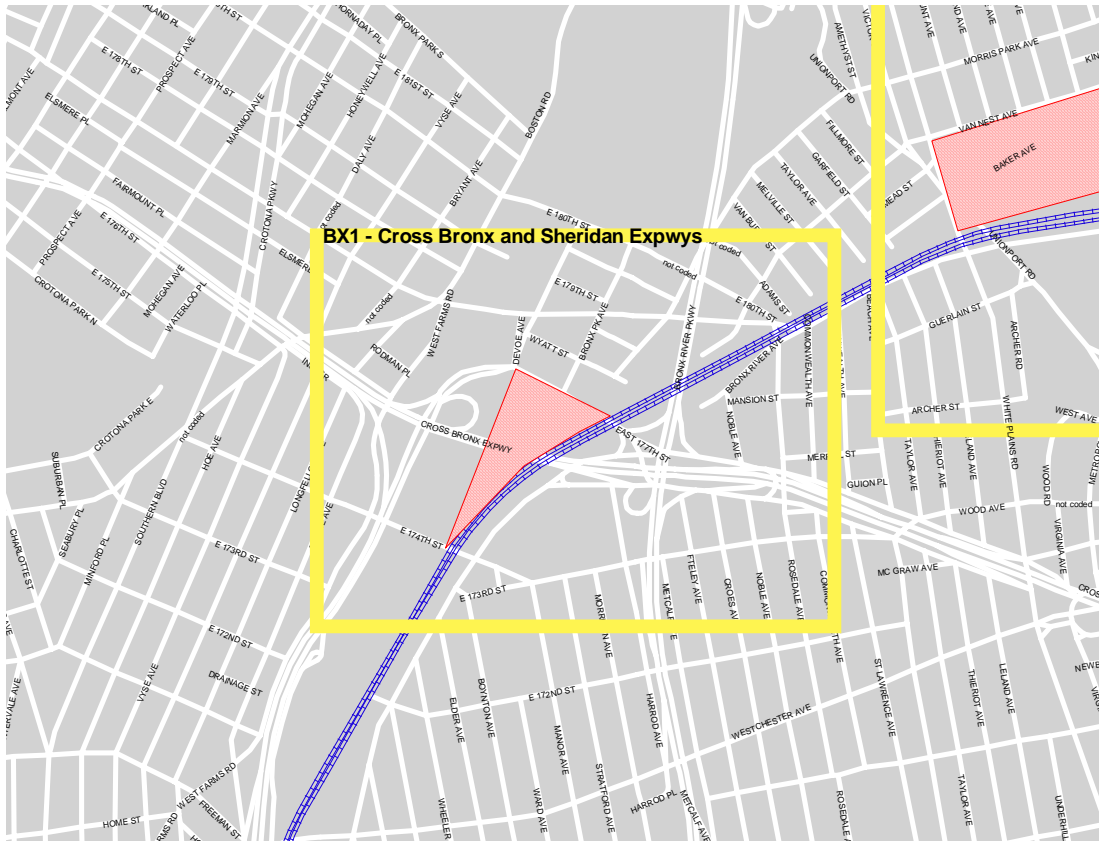 BRONX PARK S
AMETHYST ST
MORRIS PARK AVE
E 178TH ST
PROSPECT AVE
E 179TH ST
MOHEGAN AVE
HONEYWELL AVE
E 181ST ST
VYSE AVE
UNIONPORT RD
ELSMERE PL
MARMION AVE
BOSTON RD
VAN NEST AVE
FILLMORE ST
DALY AVE
GARFIELD ST
BAKER AVE
BRYANT AVE
TAYLOR AVE
MELVILLE ST
MEAD ST
FAIRMOUNT PL
CROTONA PKWY
E 176TH ST
E 180TH ST
BX1 - Cross Bronx and Sheridan Expwys
PROSPECT AVE
UNIONPORT RD
not coded
E 175TH ST
MOHEGAN AVE
WATERLOO PL
E 179TH ST
ADAMS ST
CROTONA PARK N
not coded
WEST FARMS RD
BRONX PK AVE
E 180TH ST
GUERLAIN ST
DEVOE AVE
WYATT ST
BRONX RIVER PKWY
ARCHER RD
RODMAN PL
BRONX RIVER AVE
COMMONWEALTH AVE
CROTONA PARK E
MANSION ST
ARCHER ST
WHITE PLAINS RD
WEST AVE
not coded
HOE AVE
CROSS BRONX EXPWY
EAST 177TH ST
NOBLE AVE
TAYLOR AVE
SUBURBAN PL
SOUTHERN BLVD
GUION PL
WOOD RD
WOOD AVE
not coded
SEABURY PL
MINFORD PL
CHARLOTTE ST
E 174TH ST
E 173RD ST
VIRGINIA AVE
MC GRAW AVE
FTELEY AVE
CROES AVE
NOBLE AVE
ROSEDALE AVE
E 173RD ST
E 172ND ST
DRAINAGE ST
VYSE AVE
ELDER AVE
BOYNTON AVE
E 172ND ST
HARROD AVE
WESTCHESTER AVE
ST LAWRENCE AVE
THIERIOT AVE
LELAND AVE
MANOR AVE
STRATFORD AVE
WEST FARMS RD
HARROD PL
METCALF AVE
TAYLOR AVE
HOME ST
FREEMAN ST
WHEELER
WARD AVE